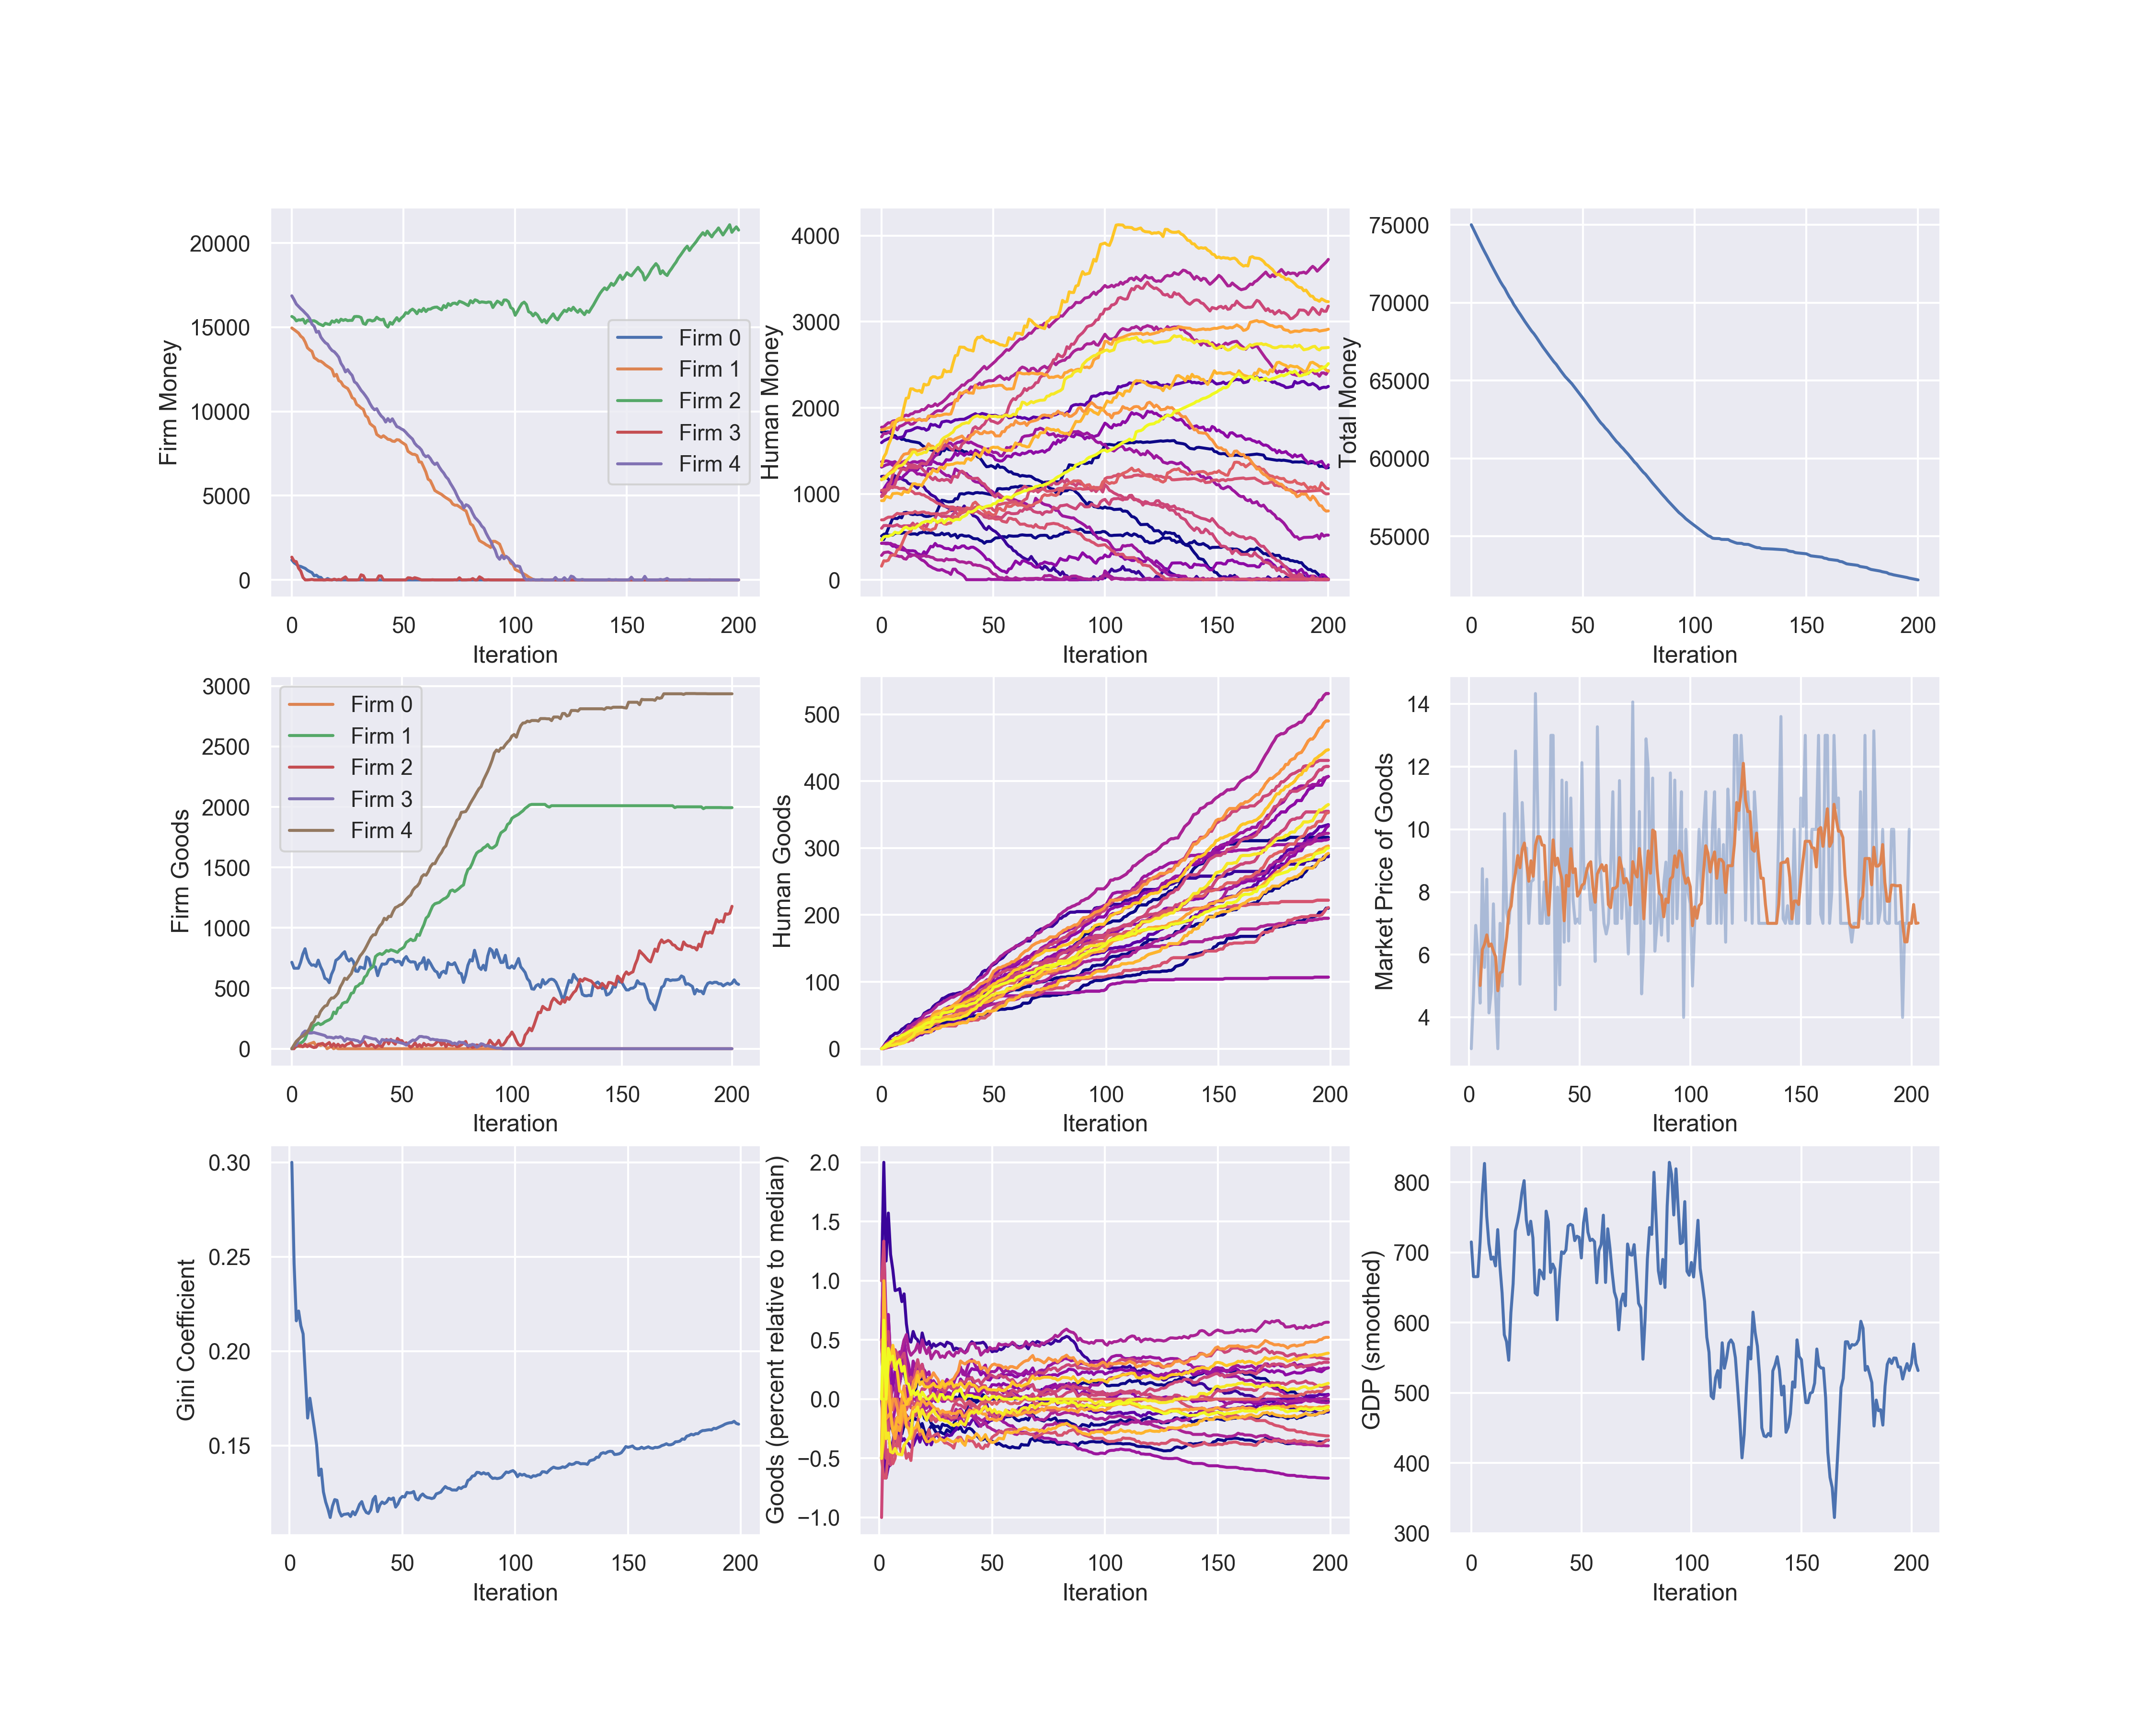 20000
15000
10000
5000
0
Firm Money
Firm 0
Firm 1
Firm 2
Firm 3
Firm 4
0 50 100 150 200
Iteration
4000
3000
2000
1000
0
Human Money
0 50 100 150 200
Iteration
75000
70000
65000
60000
55000
Total Money
0 50 100 150 200
Iteration
3000
2500
2000
1500
1000
500
0
Firm Goods
Firm 0
Firm 1
Firm 2
Firm 3
Firm 4
0 50 100 150 200
Iteration
500
400
300
200
100
0
Human Goods
0 50 100 150 200
Iteration
14
12
10
8
6
4
Market Price of Goods
0 50 100 150 200
Iteration
0.30
0.25
0.20
0.15
Gini Coefficient
0 50 100 150 200
Iteration
2.0
1.5
1.0
0.5
0.0
−0.5
−1.0
Goods (percent relative to median)
0 50 100 150 200
Iteration
800
700
600
500
400
300
GDP (smoothed)
0 50 100 150 200
Iteration